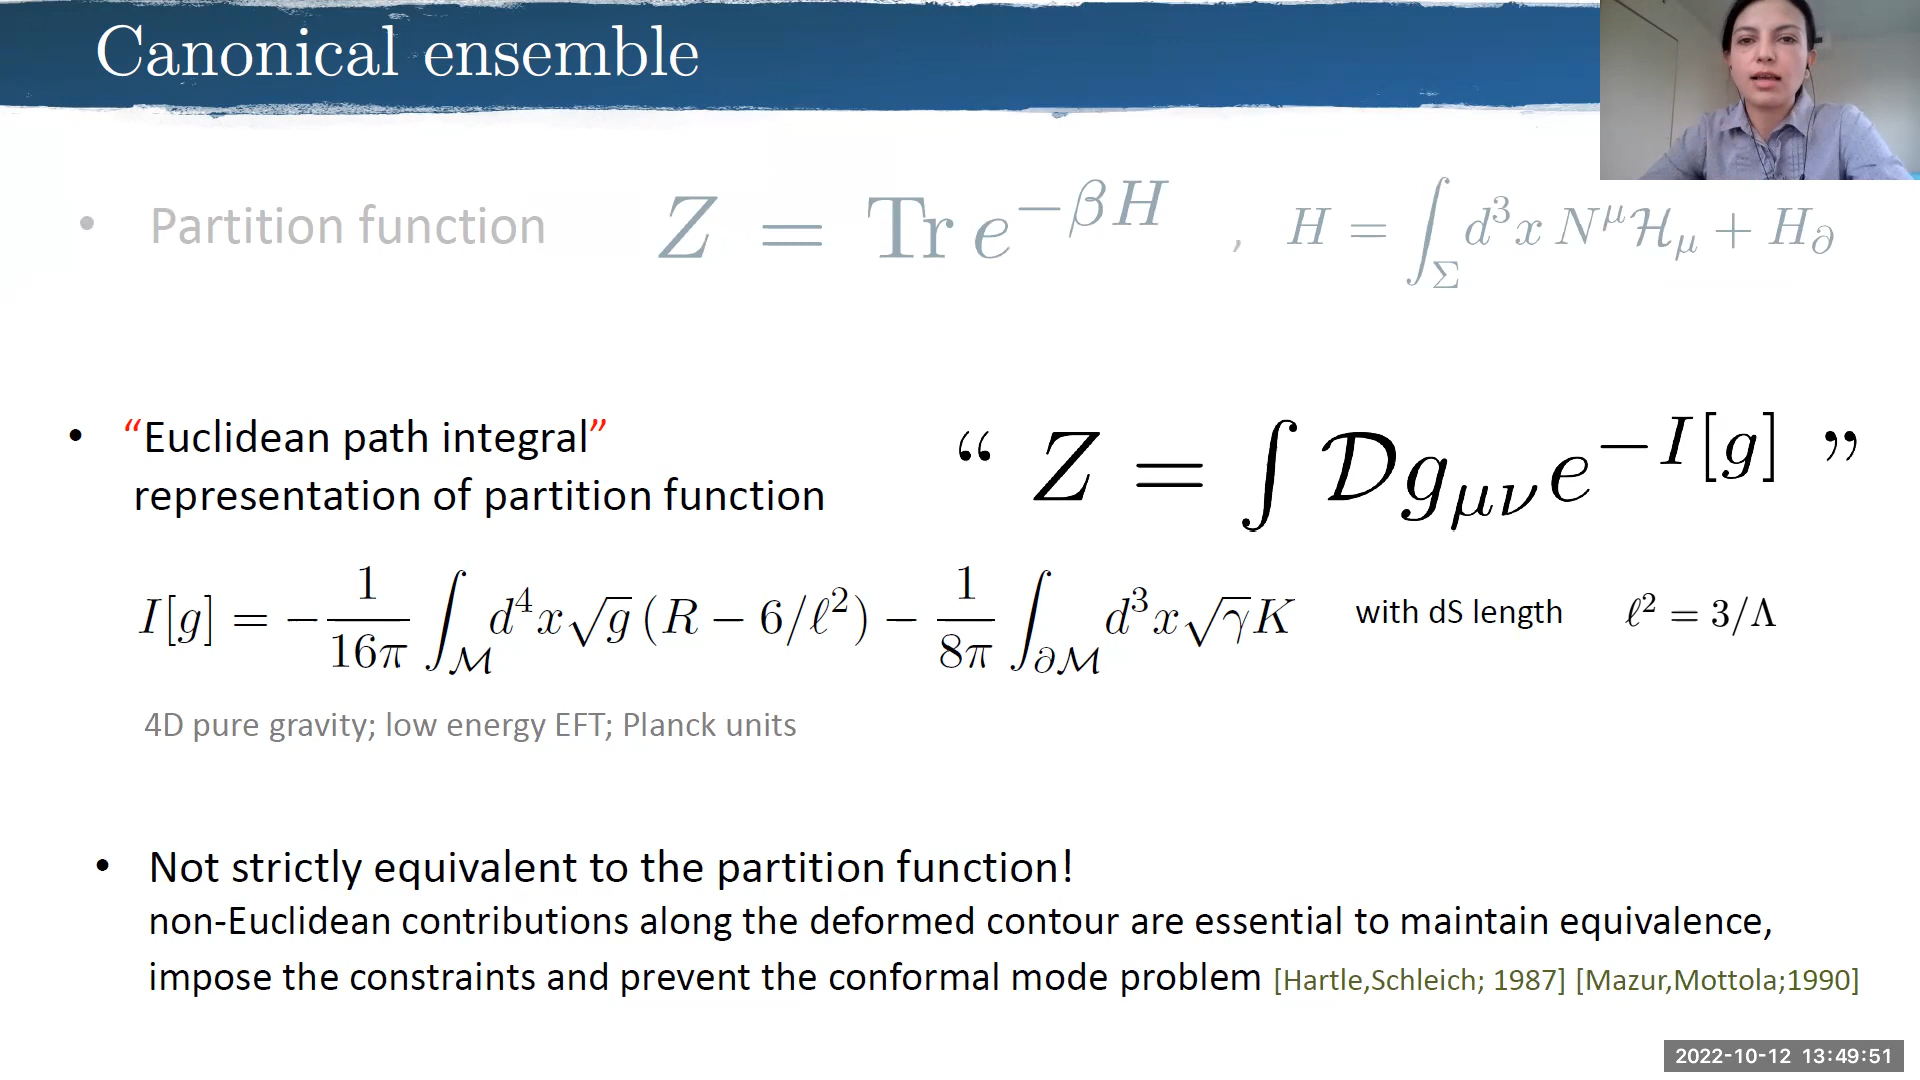 Canonical ensemble
• Partition function Z = Tr e^{−βH} , H = ∫_Σ d³x N^μ ℋ_μ + H_∂
• “Euclidean path integral” “ Z = ∫ 𝒟g_{μν} e^{−I[g]} ”
representation of partition function
I[g] = −\frac{1}{16π} ∫_ℳ d⁴x √g (R − 6/ℓ²) − \frac{1}{8π} ∫_{∂ℳ} d³x √γ K with dS length ℓ² = 3/Λ
4D pure gravity; low energy EFT; Planck units
• Not strictly equivalent to the partition function!
non-Euclidean contributions along the deformed contour are essential to maintain equivalence,
impose the constraints and prevent the conformal mode problem [Hartle,Schleich; 1987] [Mazur,Mottola;1990]
2022-10-12 13:49:51